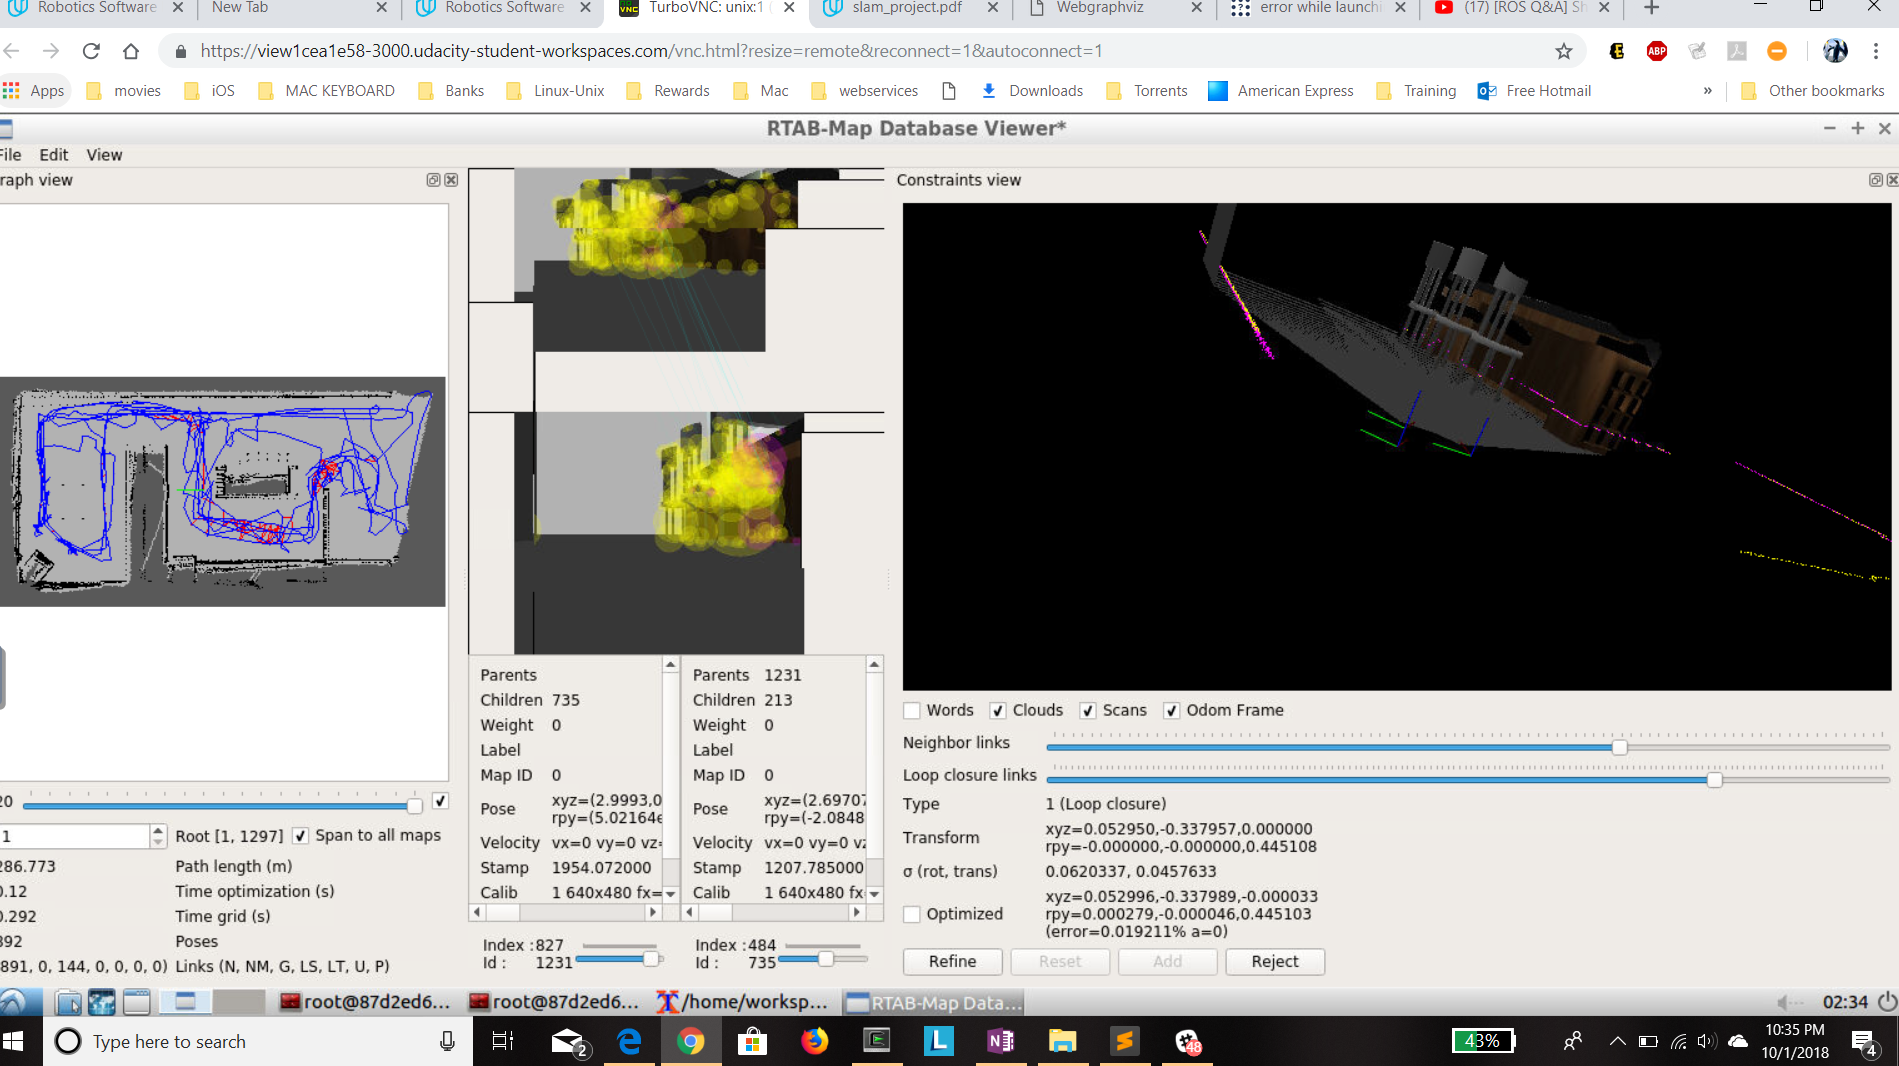 Robotics Software
New Tab
Robotics Software
TurboVNC: unix:1 (
slam_project.pdf
Webgraphviz
error while launchi
(17) [ROS Q&A] Sh
https://view1cea1e58-3000.udacity-student-workspaces.com/vnc.html?resize=remote&reconnect=1&autoconnect=1
ABP
Apps movies iOS MAC KEYBOARD Banks Linux-Unix Rewards Mac webservices Downloads Torrents American Express Training Free Hotmail » Other bookmarks
RTAB-Map Database Viewer*
File Edit View
raph view
Constraints view
Parents
Children 735
Weight 0
Label
Map ID 0
Pose xyz=(2.9993,0
rpy=(5.02164e
Velocity vx=0 vy=0 vz=
Stamp 1954.072000
Calib 1 640x480 fx=
Parents 1231
Children 213
Weight 0
Label
Map ID 0
Pose xyz=(2.69707
rpy=(-2.0848
Velocity vx=0 vy=0 vz
Stamp 1207.785000
Calib 1 640x480 fx
Index : 827
Id : 1231
Index : 484
Id : 735
Words Clouds Scans Odom Frame
Neighbor links
Loop closure links
Type 1 (Loop closure)
Transform xyz=0.052950,-0.337957,0.000000
rpy=-0.000000,-0.000000,0.445108
σ (rot, trans) 0.0620337, 0.0457633
Optimized xyz=0.052996,-0.337989,-0.000033
rpy=0.000279,-0.000046,0.445103
(error=0.019211% a=0)
Refine Reset Add Reject
20
1 Root [1, 1297] Span to all maps
286.773 Path length (m)
0.12 Time optimization (s)
0.292 Time grid (s)
892 Poses
891, 0, 144, 0, 0, 0, 0) Links (N, NM, G, LS, LT, U, P)
root@87d2ed6...
root@87d2ed6...
/home/worksp...
RTAB-Map Data...
02:34
Type here to search
2
48
43%
10:35 PM
10/1/2018
4